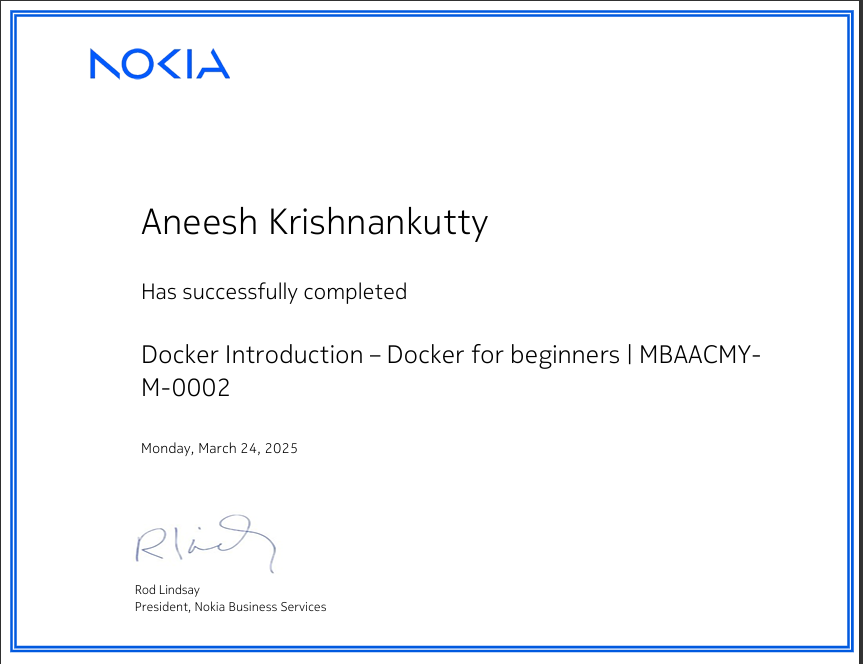 NOKIA
Aneesh Krishnankutty
Has successfully completed
Docker Introduction – Docker for beginners | MBAACMY-
M-0002
Monday, March 24, 2025
Rod Lindsay
President, Nokia Business Services